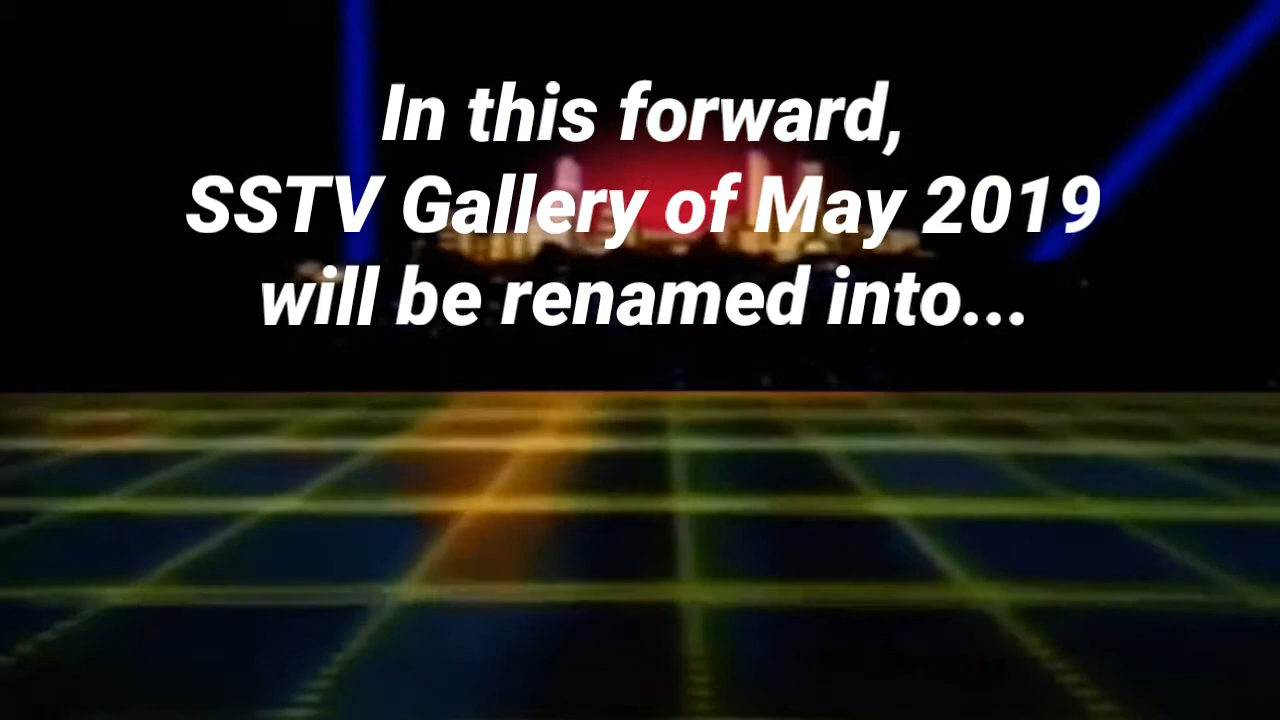 In this forward,
SSTV Gallery of May 2019
will be renamed into...